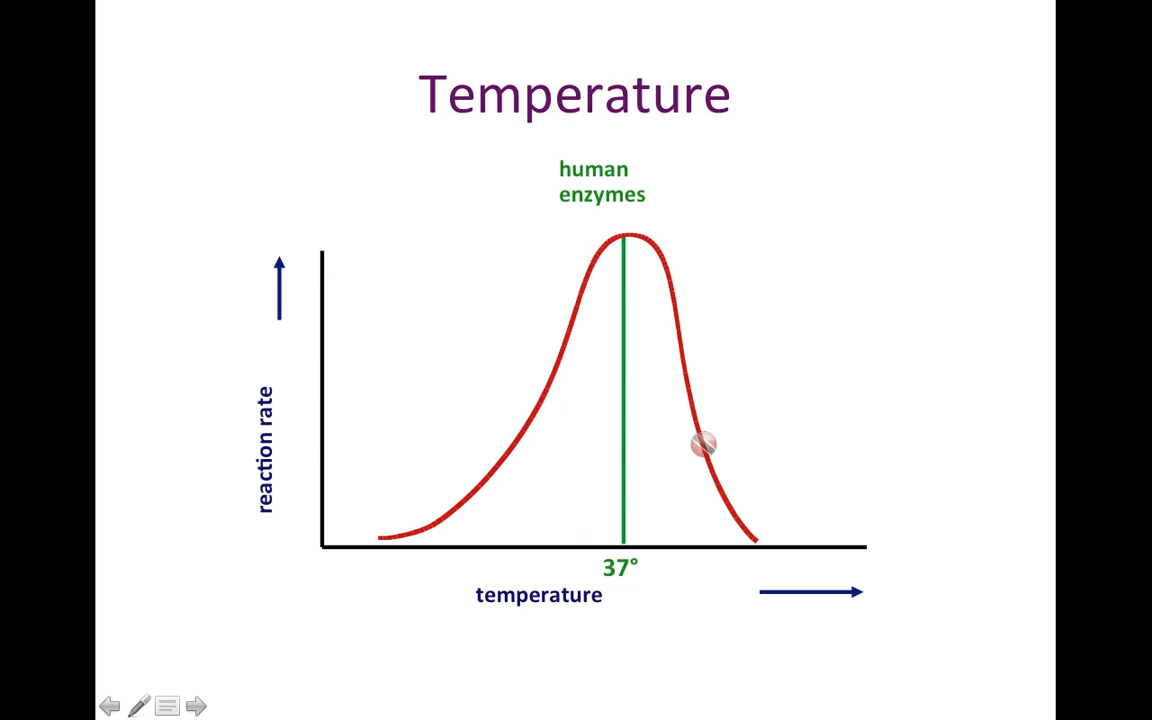 Temperature
human
enzymes
reaction rate
37°
temperature